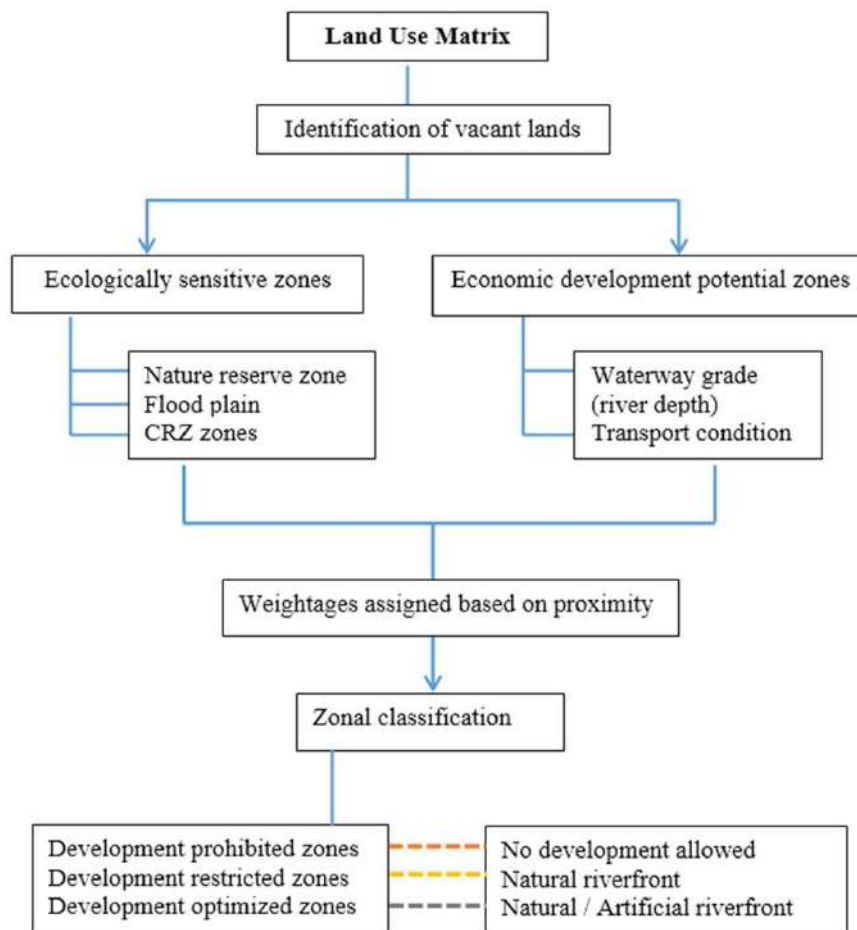 Land Use Matrix
Identification of vacant lands
Ecologically sensitive zones
Economic development potential zones
Nature reserve zone
Flood plain
CRZ zones
Waterway grade
(river depth)
Transport condition
Weightages assigned based on proximity
Zonal classification
Development prohibited zones
Development restricted zones
Development optimized zones
No development allowed
Natural riverfront
Natural / Artificial riverfront